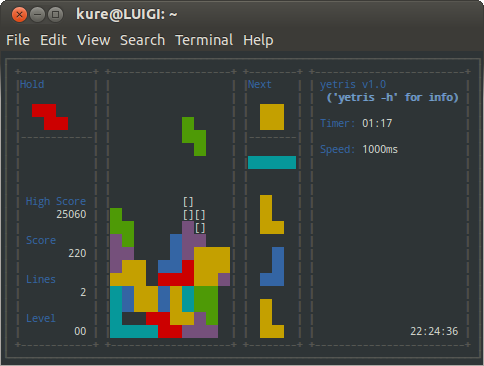 kure@LUIGI: ~
File Edit View Search Terminal Help
Hold
Next
yetris v1.0
('yetris -h' for info)
Timer: 01:17
Speed: 1000ms
High Score
25060
Score
220
Lines
2
Level
00
22:24:36